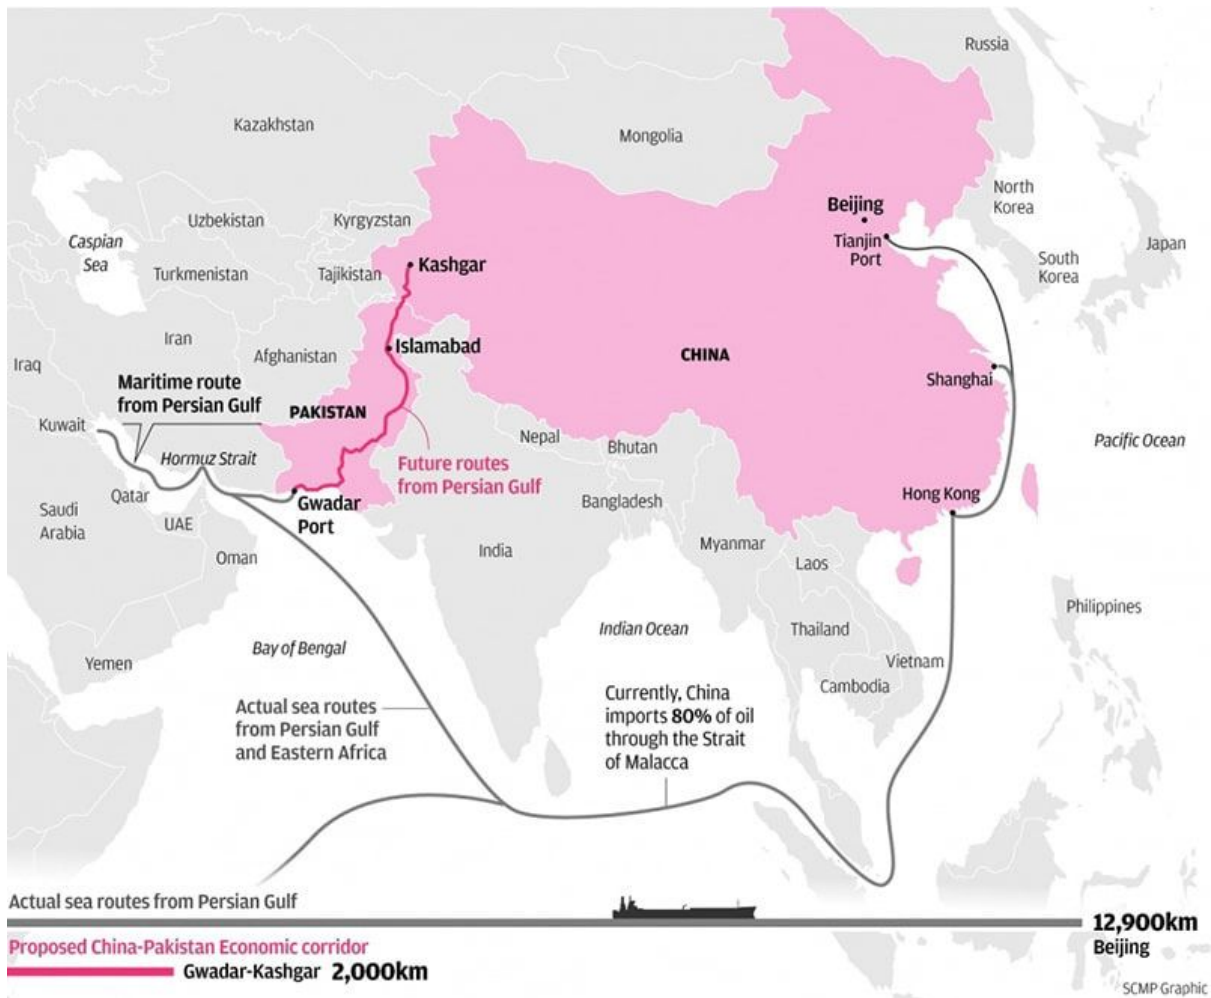 Russia
Kazakhstan
Mongolia
North
Korea
Beijing
Uzbekistan
Kyrgyzstan
Caspian
Sea
Tianjin
Port
Japan
South
Korea
Kashgar
Turkmenistan
Tajikistan
Iran
Islamabad
Afghanistan
CHINA
Iraq
Shanghai
Maritime route
from Persian Gulf
PAKISTAN
Kuwait
Nepal
Bhutan
Pacific Ocean
Hormuz Strait
Future routes
from Persian Gulf
Qatar
Gwadar
Port
Bangladesh
Hong Kong
Saudi
Arabia
UAE
Oman
India
Myanmar
Laos
Philippines
Bay of Bengal
Indian Ocean
Thailand
Yemen
Vietnam
Cambodia
Actual sea routes
from Persian Gulf
and Eastern Africa
Currently, China
imports 80% of oil
through the Strait
of Malacca
Actual sea routes from Persian Gulf
12,900km
Beijing
Proposed China-Pakistan Economic corridor
Gwadar-Kashgar 2,000km
SCMP Graphic